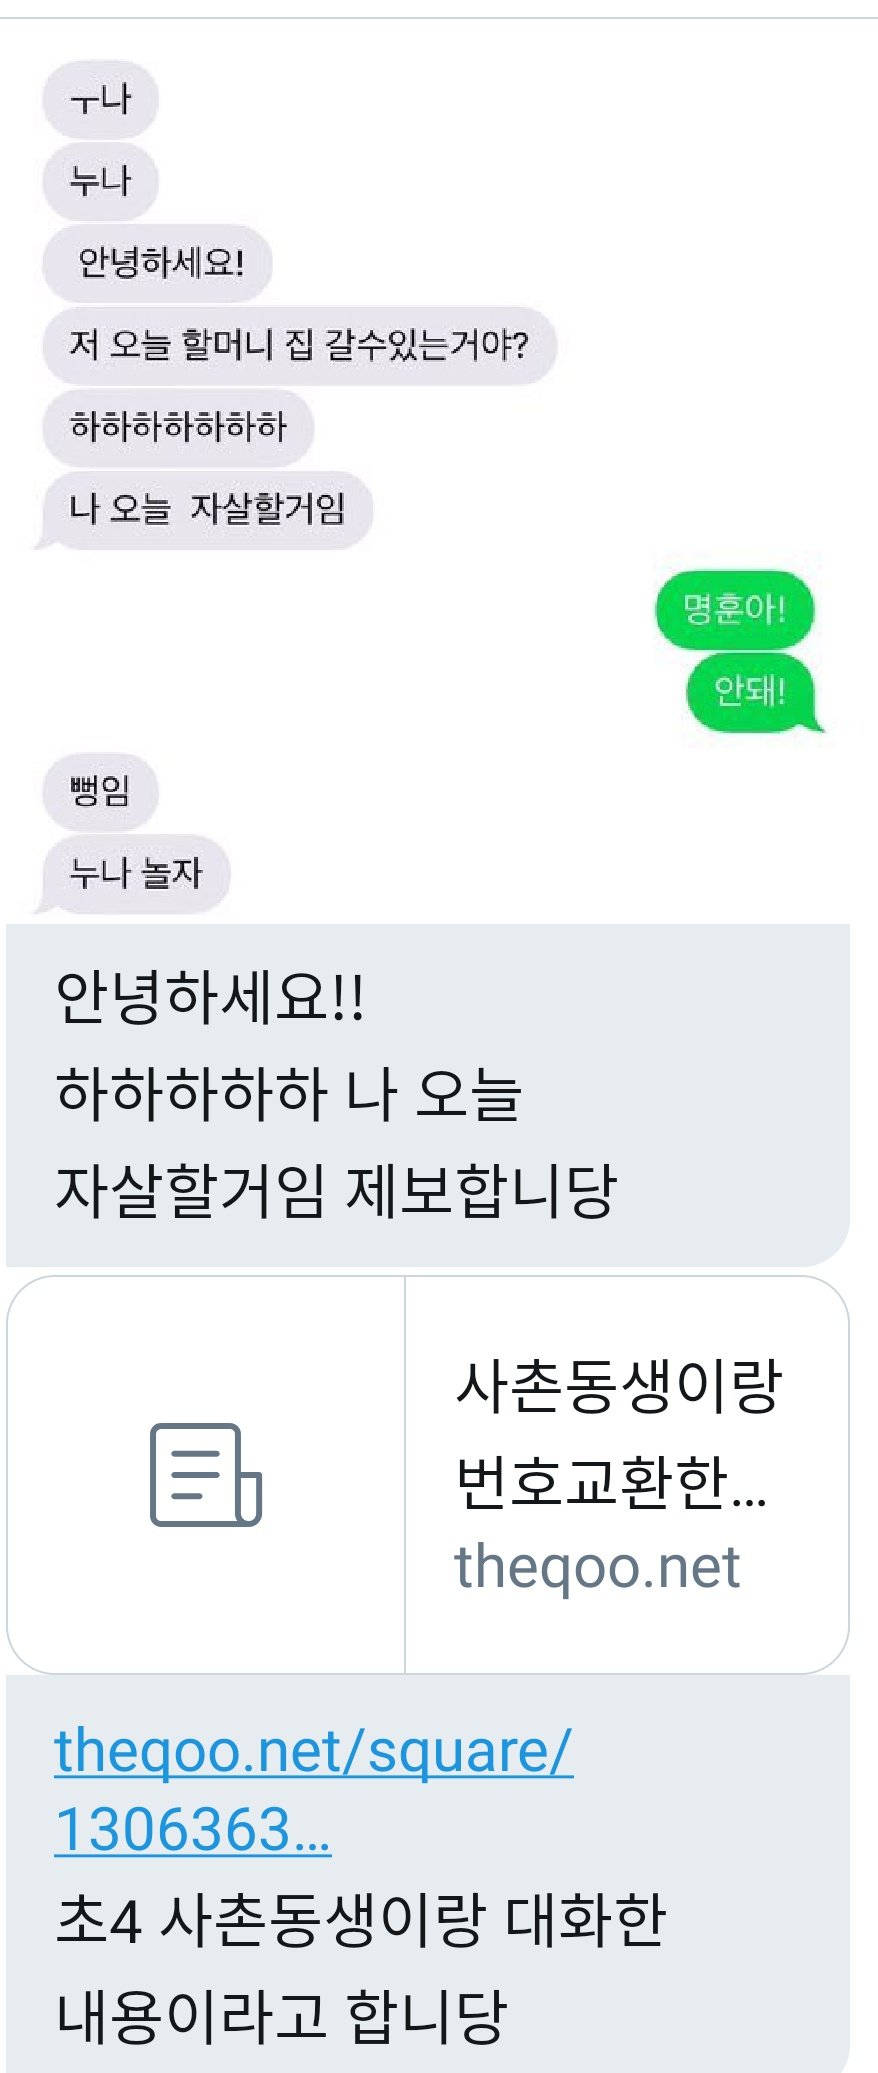 ㅜ나
누나
안녕하세요!
저 오늘 할머니 집 갈수있는거야?
하하하하하하하
나 오늘 자살할거임
명훈아!
안돼!
뻥임
누나 놀자
안녕하세요!!
하하하하하 나 오늘
자살할거임 제보합니당
사촌동생이랑
번호교환한...
theqoo.net
theqoo.net/square/
1306363...
초4 사촌동생이랑 대화한
내용이라고 합니당